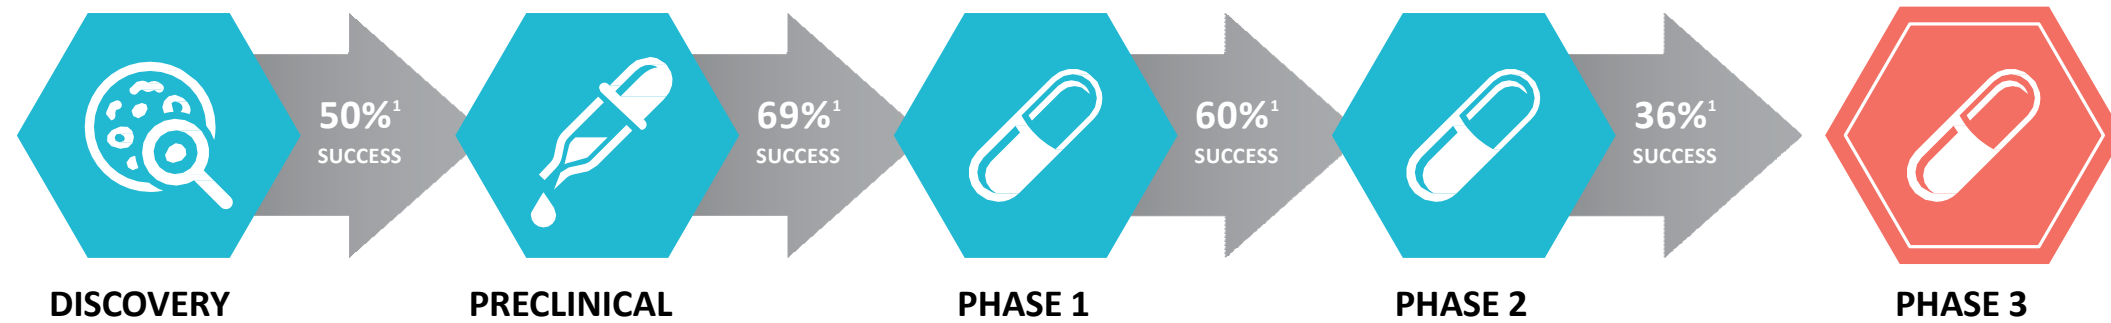 50%¹
SUCCESS
69%¹
SUCCESS
60%¹
SUCCESS
36%¹
SUCCESS
DISCOVERY
PRECLINICAL
PHASE 1
PHASE 2
PHASE 3